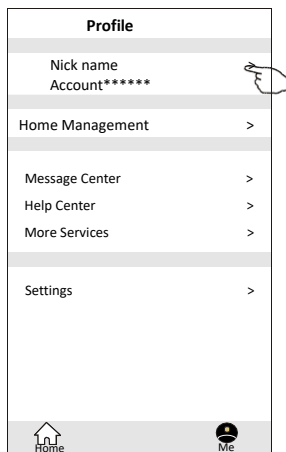 Profile
Nick name
Account******
Home Management >
Message Center >
Help Center >
More Services >
Settings >
Home Me